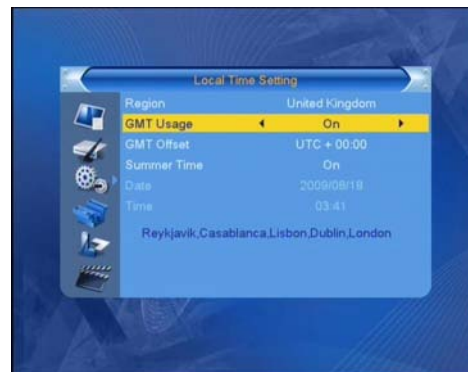 Local Time Setting
Region United Kingdom
GMT Usage On
GMT Offset UTC + 00:00
Summer Time On
Date 2009/08/18
Time 03:41
Reykjavik,Casablanca,Lisbon,Dublin,London